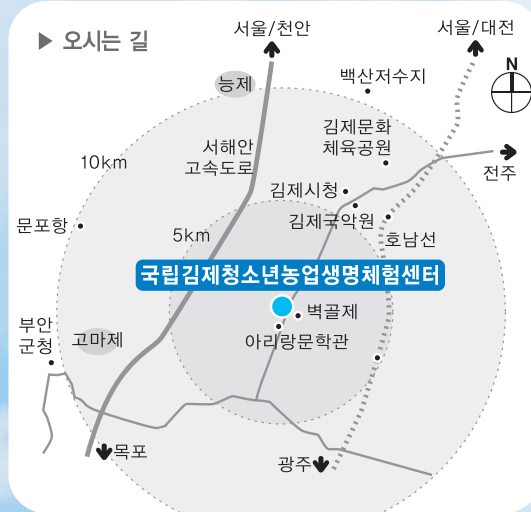 ▶ 오시는 길
서울/천안
서울/대전
능제
백산저수지
N
김제문화
체육공원
10km
서해안
고속도로
전주
김제시청
김제국악원
문포항
5km
호남선
국립김제청소년농업생명체험센터
벽골제
부안
군청
고마제
아리랑문학관
목포
광주